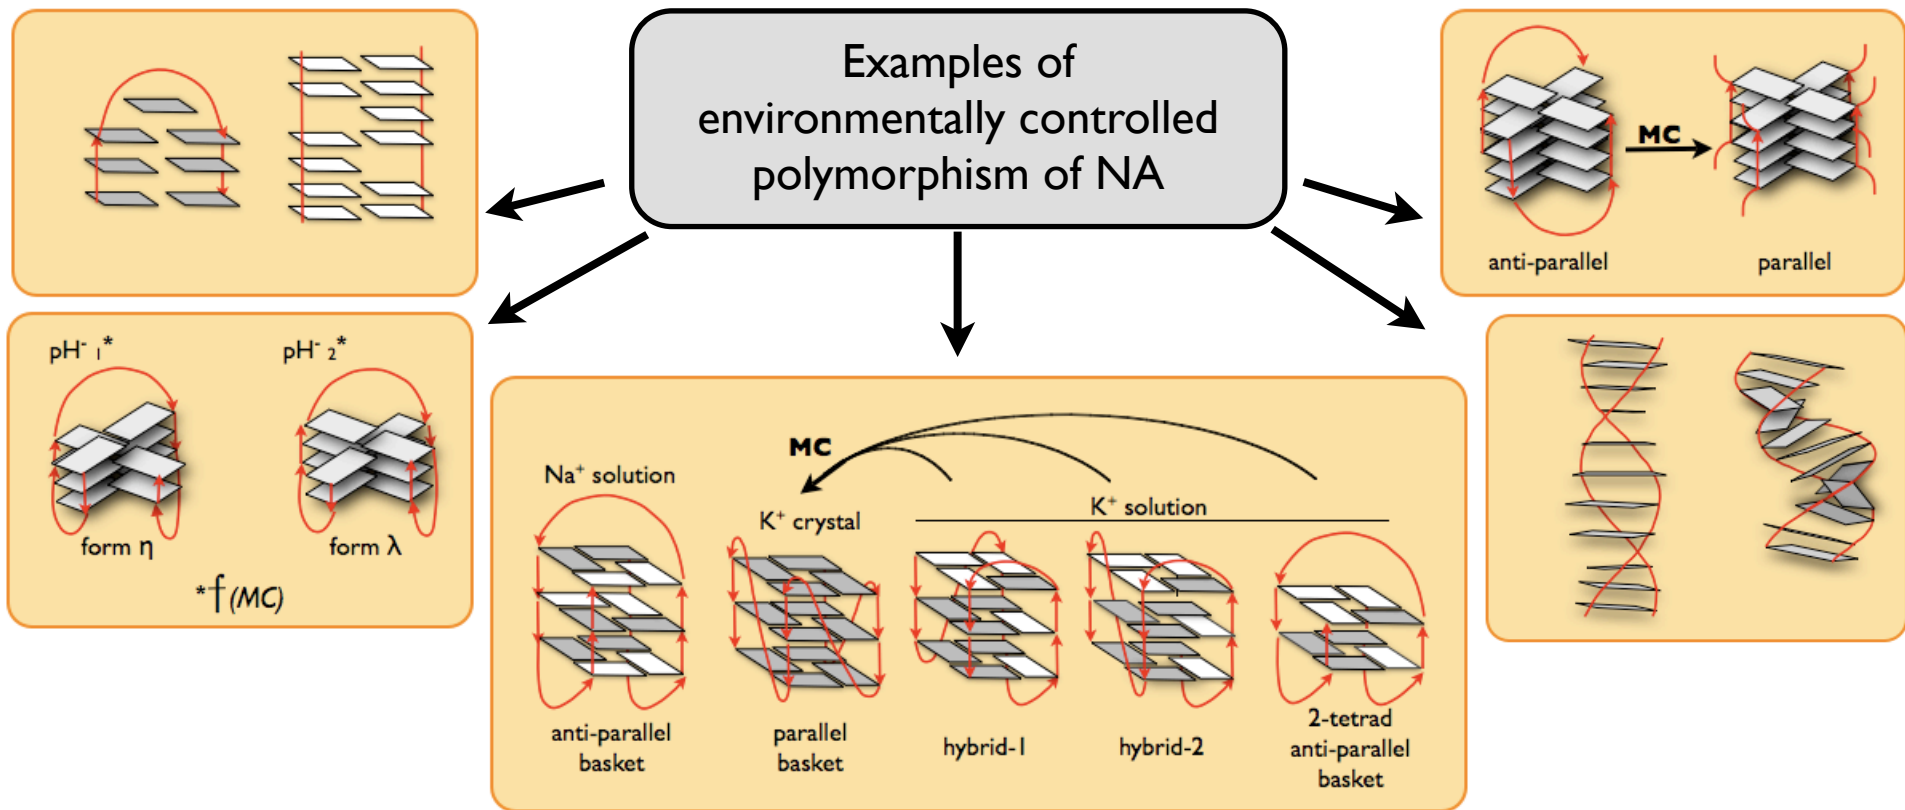 Examples of
environmentally controlled
polymorphism of NA
MC
anti-parallel
parallel
pH⁻ ₁*
pH⁻ ₂*
form η
form λ
*f(MC)
MC
Na⁺ solution
K⁺ crystal
K⁺ solution
anti-parallel
basket
parallel
basket
hybrid-1
hybrid-2
2-tetrad
anti-parallel
basket